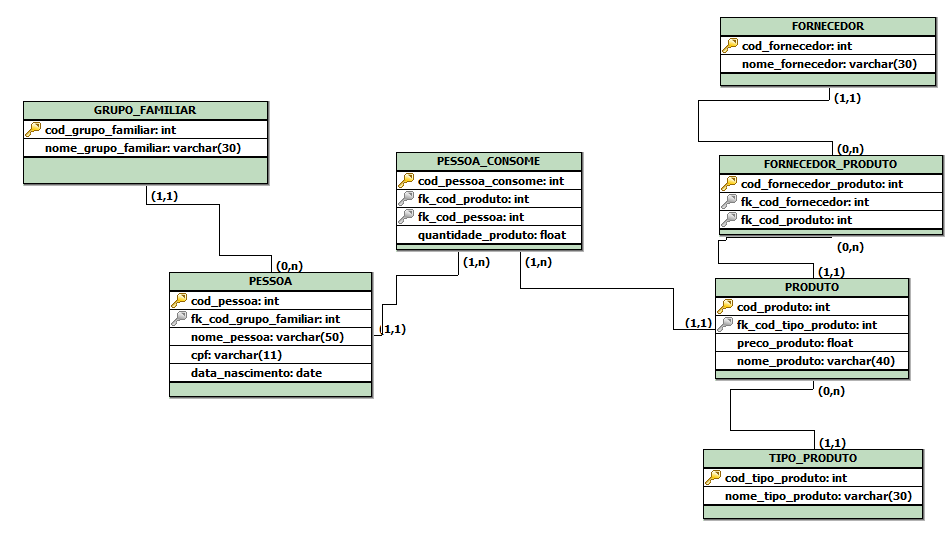 FORNECEDOR
cod_fornecedor: int
nome_fornecedor: varchar(30)
(1,1)
(0,n)
GRUPO_FAMILIAR
cod_grupo_familiar: int
nome_grupo_familiar: varchar(30)
(1,1)
(0,n)
PESSOA_CONSOME
cod_pessoa_consome: int
fk_cod_produto: int
fk_cod_pessoa: int
quantidade_produto: float
(1,n)
(1,n)
FORNECEDOR_PRODUTO
cod_fornecedor_produto: int
fk_cod_fornecedor: int
fk_cod_produto: int
(0,n)
(1,1)
PESSOA
cod_pessoa: int
fk_cod_grupo_familiar: int
nome_pessoa: varchar(50)
cpf: varchar(11)
data_nascimento: date
(1,1)
(1,1)
PRODUTO
cod_produto: int
fk_cod_tipo_produto: int
preco_produto: float
nome_produto: varchar(40)
(0,n)
(1,1)
TIPO_PRODUTO
cod_tipo_produto: int
nome_tipo_produto: varchar(30)